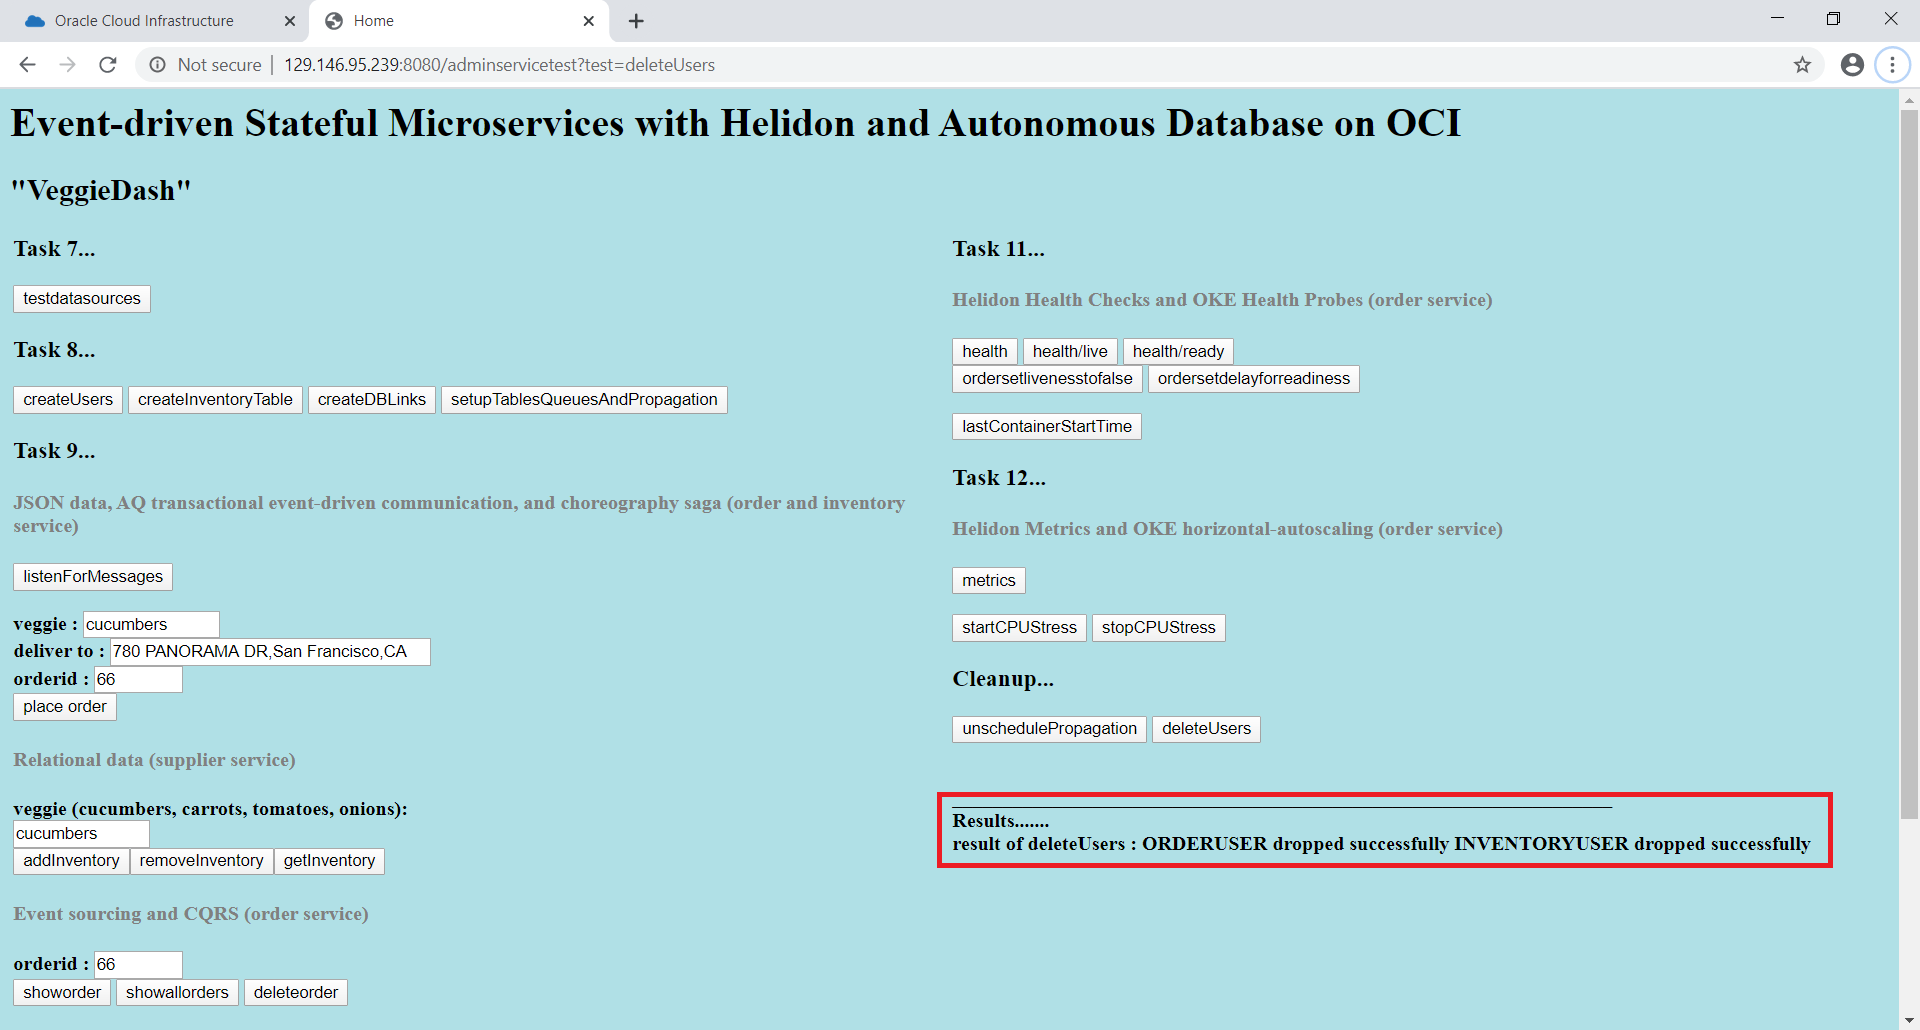 Oracle Cloud Infrastructure
Home
Not secure
129.146.95.239:8080/adminservicetest?test=deleteUsers
Event-driven Stateful Microservices with Helidon and Autonomous Database on OCI
"VeggieDash"
Task 7...
testdatasources
Task 8...
createUsers createInventoryTable createDBLinks setupTablesQueuesAndPropagation
Task 9...
JSON data, AQ transactional event-driven communication, and choreography saga (order and inventory
service)
listenForMessages
veggie : cucumbers
deliver to : 780 PANORAMA DR,San Francisco,CA
orderid : 66
place order
Relational data (supplier service)
veggie (cucumbers, carrots, tomatoes, onions):
cucumbers
addInventory removeInventory getInventory
Event sourcing and CQRS (order service)
orderid : 66
showorder showallorders deleteorder
Task 11...
Helidon Health Checks and OKE Health Probes (order service)
health health/live health/ready
ordersetlivenesstofalse ordersetdelayforreadiness
lastContainerStartTime
Task 12...
Helidon Metrics and OKE horizontal-autoscaling (order service)
metrics
startCPUStress stopCPUStress
Cleanup...
unschedulePropagation deleteUsers
Results.......
result of deleteUsers : ORDERUSER dropped successfully INVENTORYUSER dropped successfully